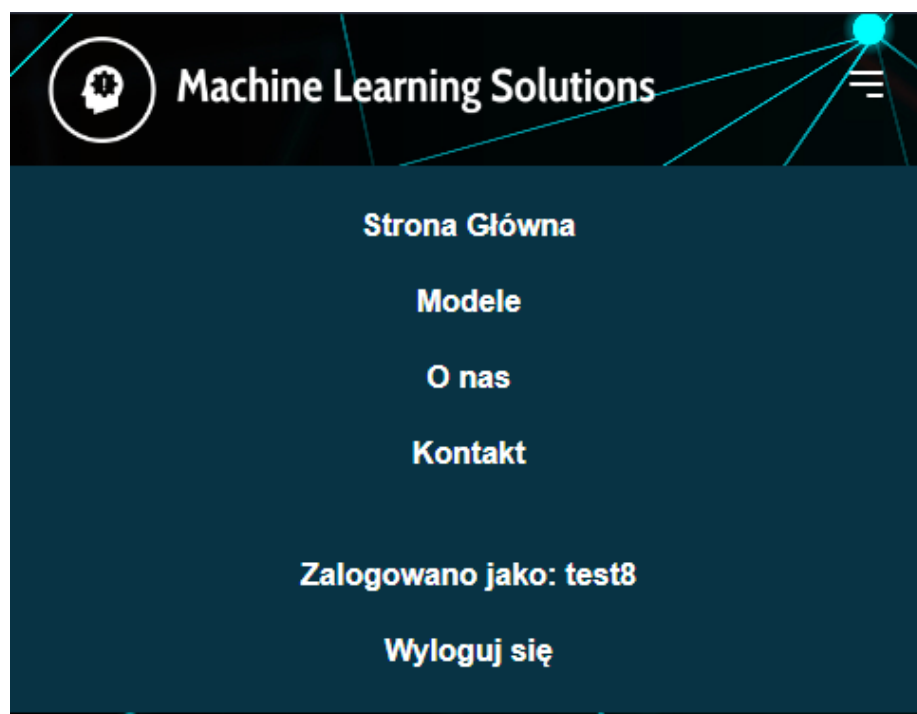 Machine Learning Solutions
Strona Główna
Modele
O nas
Kontakt
Zalogowano jako: test8
Wyloguj się